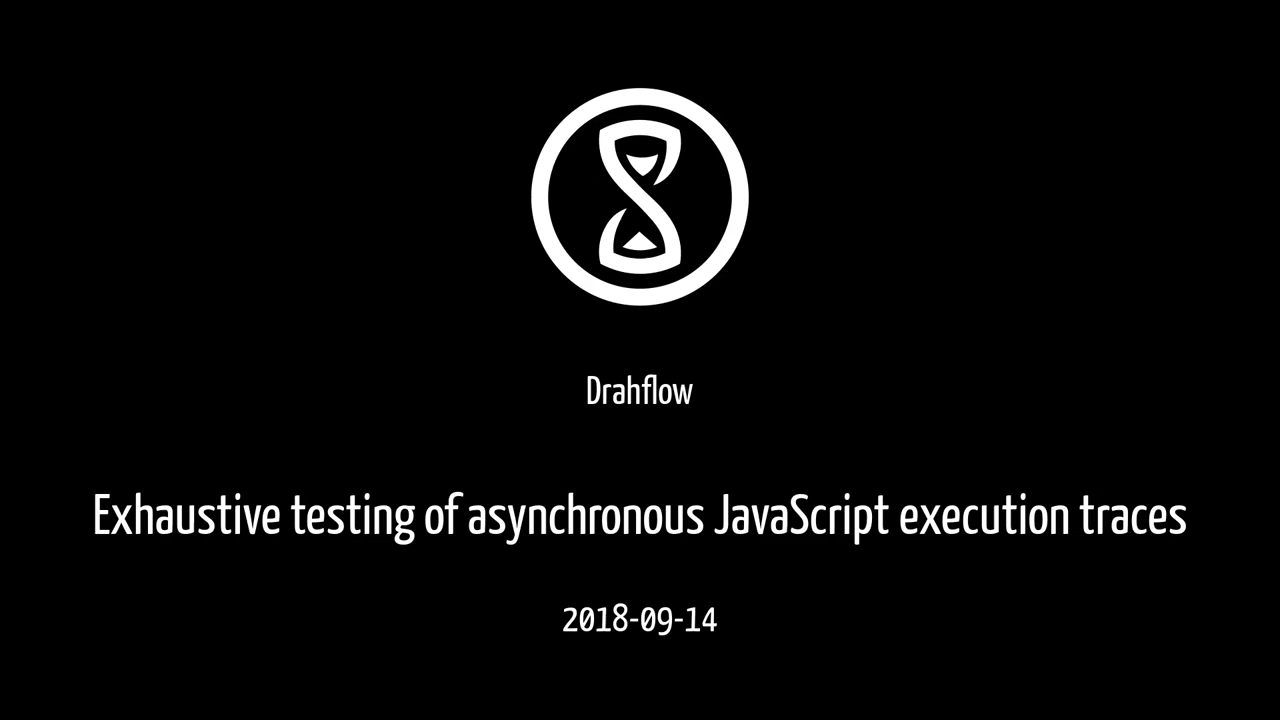 Drahflow
Exhaustive testing of asynchronous JavaScript execution traces
2018-09-14